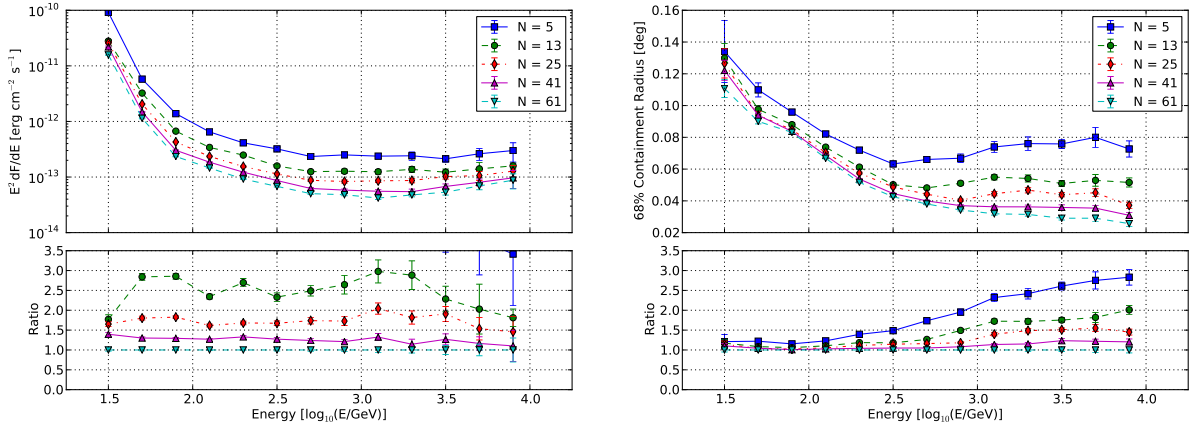 10⁻¹⁰
10⁻¹¹
10⁻¹²
10⁻¹³
10⁻¹⁴
E² dF/dE [erg cm⁻² s⁻¹]
N = 5
N = 13
N = 25
N = 41
N = 61
3.5
3.0
2.5
2.0
1.5
1.0
0.5
0.0
Ratio
1.5 2.0 2.5 3.0 3.5 4.0
Energy [log₁₀(E/GeV)]
0.16
0.14
0.12
0.10
0.08
0.06
0.04
0.02
68% Containment Radius [deg]
N = 5
N = 13
N = 25
N = 41
N = 61
3.5
3.0
2.5
2.0
1.5
1.0
0.5
0.0
Ratio
1.5 2.0 2.5 3.0 3.5 4.0
Energy [log₁₀(E/GeV)]